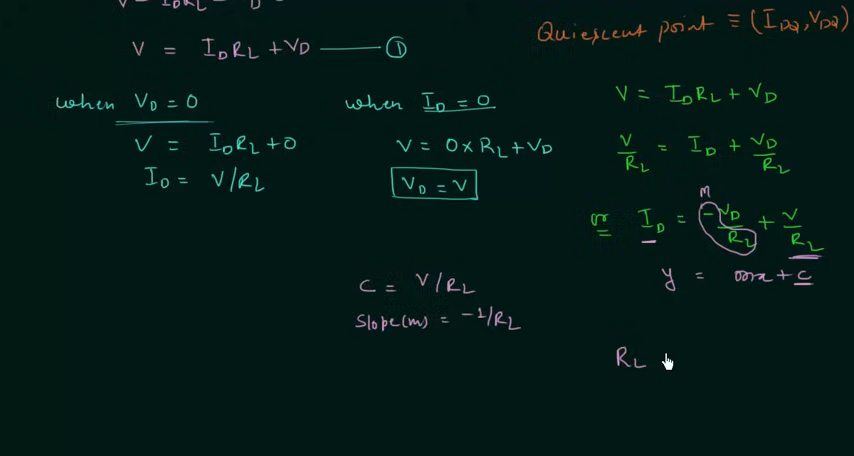 V = I_D R_L + V_D ——— ①
Quiescent point ≡ (I_DQ, V_DQ)
when V_D = 0
V = I_D R_L + 0
I_D = V/R_L
when I_D = 0
V = 0 x R_L + V_D
V_D = V
C = V/R_L
Slope(m) = -1/R_L
V = I_D R_L + V_D
V/R_L = I_D + V_D/R_L
m
or I_D = -V_D/R_L + V/R_L
y = mx + c
R_L